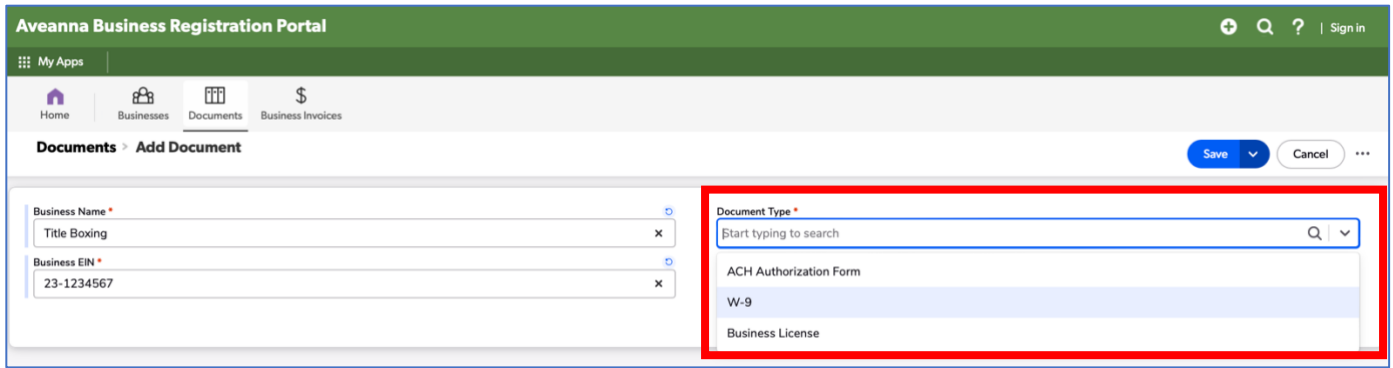 Aveanna Business Registration Portal
? | Sign in
My Apps
Home Businesses Documents $ Business Invoices
Documents > Add Document
Save Cancel ...
Business Name *
Title Boxing
Business EIN *
23-1234567
Document Type *
Start typing to search
ACH Authorization Form
W-9
Business License